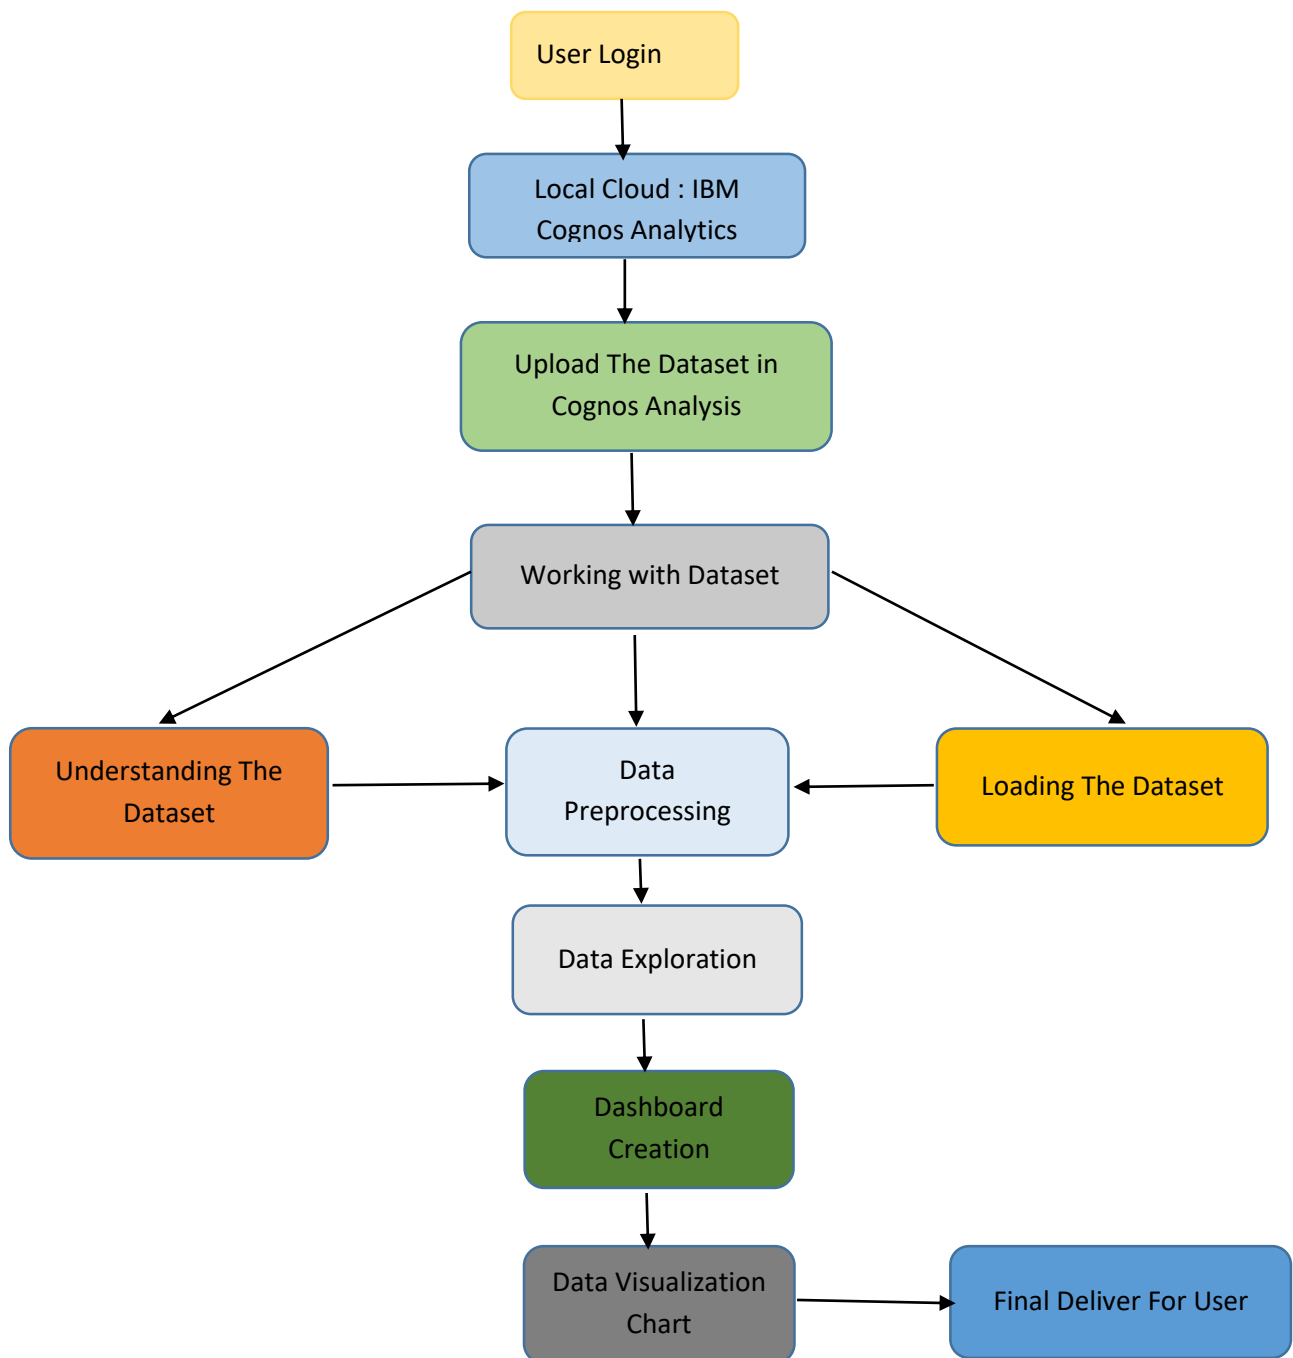 User Login
Local Cloud : IBM
Cognos Analytics
Upload The Dataset in
Cognos Analysis
Working with Dataset
Understanding The
Dataset
Data
Preprocessing
Loading The Dataset
Data Exploration
Dashboard
Creation
Data Visualization
Chart
Final Deliver For User